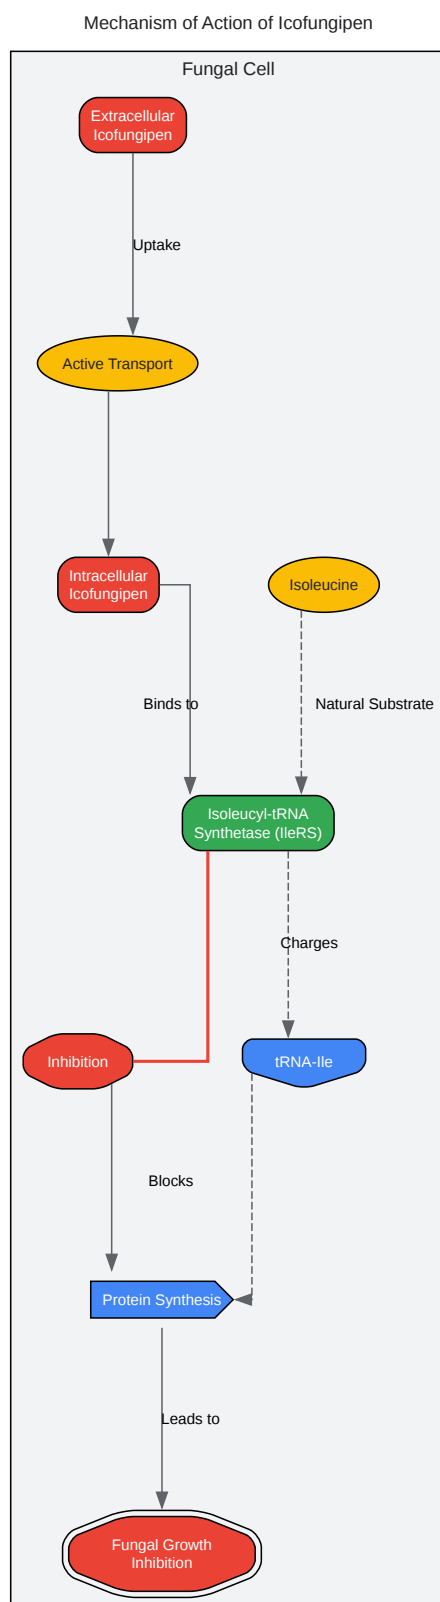 Mechanism of Action of Icofungipen
Fungal Cell
Extracellular
Icofungipen
Uptake
Active Transport
Intracellular
Icofungipen
Isoleucine
Binds to
Natural Substrate
Isoleucyl-tRNA
Synthetase (IleRS)
Charges
Inhibition
tRNA-Ile
Blocks
Protein Synthesis
Leads to
Fungal Growth
Inhibition